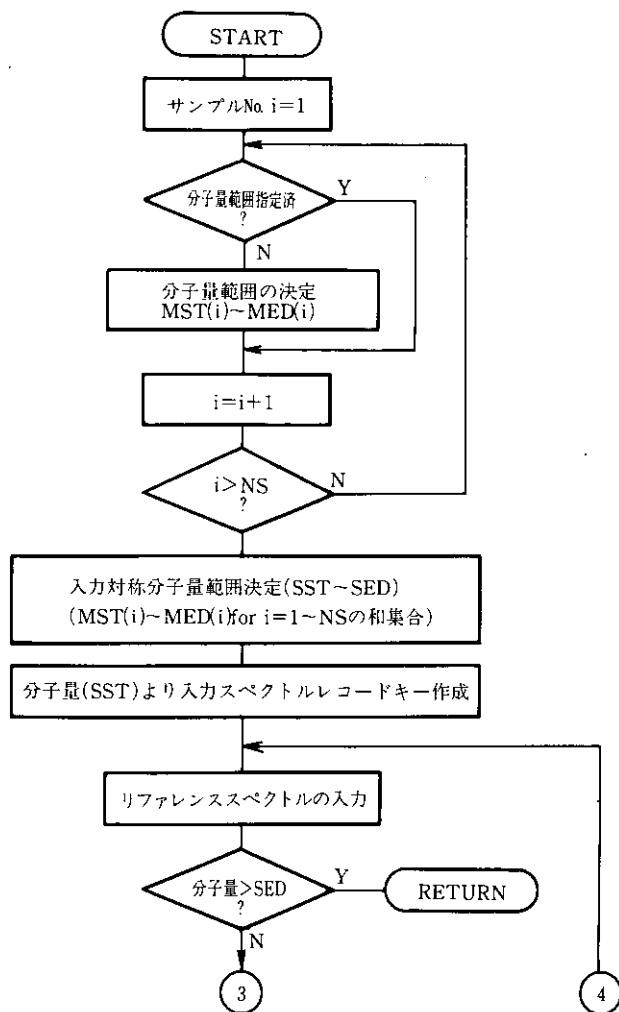 START
サンプルNo. i=1
分子量範囲指定済
?
Y
N
分子量範囲の決定
MST(i)~MED(i)
i=i+1
i>NS
?
N
入力対称分子量範囲決定(SST~SED)
(MST(i)~MED(i)for i=1~NSの和集合)
分子量(SST)より入力スペクトルレコードキー作成
リファレンススペクトルの入力
分子量>SED
?
Y
RETURN
N
3
4